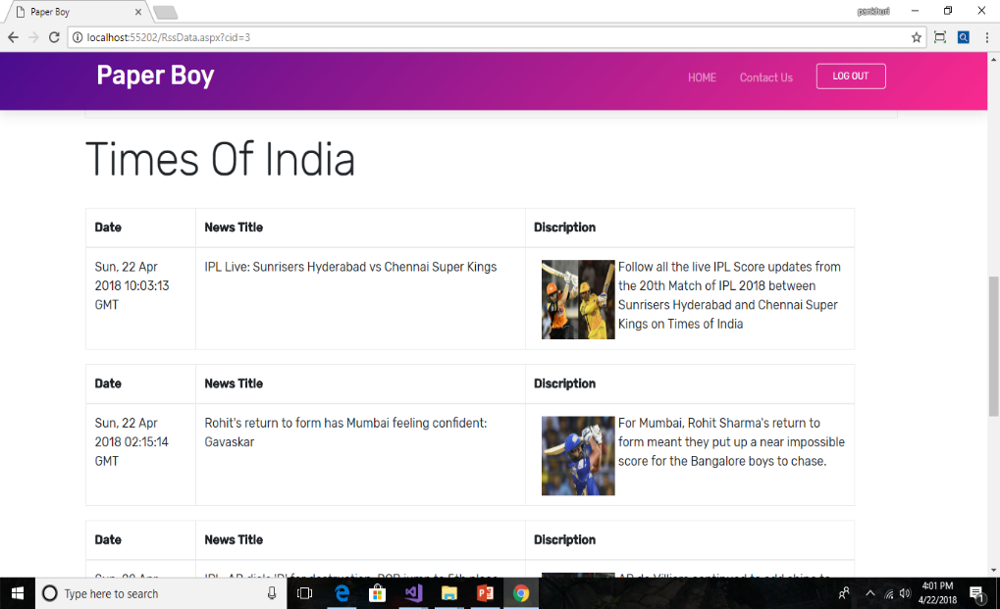 Paper Boy
pankhuri
localhost:55202/RssData.aspx?cid=3
Paper Boy
HOME
Contact Us
LOG OUT
Times Of India
Date
News Title
Discription
Sun, 22 Apr
2018 10:03:13
GMT
IPL Live: Sunrisers Hyderabad vs Chennai Super Kings
Follow all the live IPL Score updates from
the 20th Match of IPL 2018 between
Sunrisers Hyderabad and Chennai Super
Kings on Times of India
Date
News Title
Discription
Sun, 22 Apr
2018 02:15:14
GMT
Rohit's return to form has Mumbai feeling confident:
Gavaskar
For Mumbai, Rohit Sharma's return to
form meant they put up a near impossible
score for the Bangalore boys to chase.
Date
News Title
Discription
Type here to search
4:01 PM
4/22/2018
1